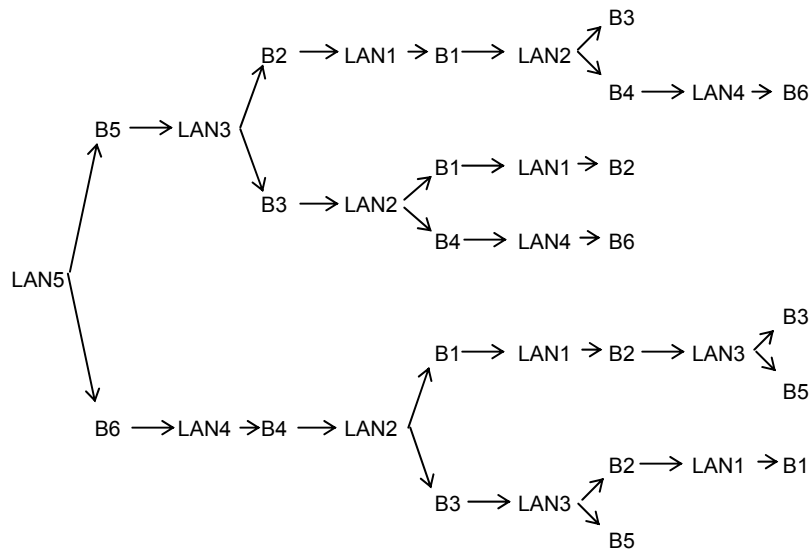 B3
B2 LAN1 B1 LAN2
B4 LAN4 B6
B5 LAN3
B1 LAN1 B2
B3 LAN2
B4 LAN4 B6
LAN5
B3
B1 LAN1 B2 LAN3
B5
B6 LAN4 B4 LAN2
B2 LAN1 B1
B3 LAN3
B5